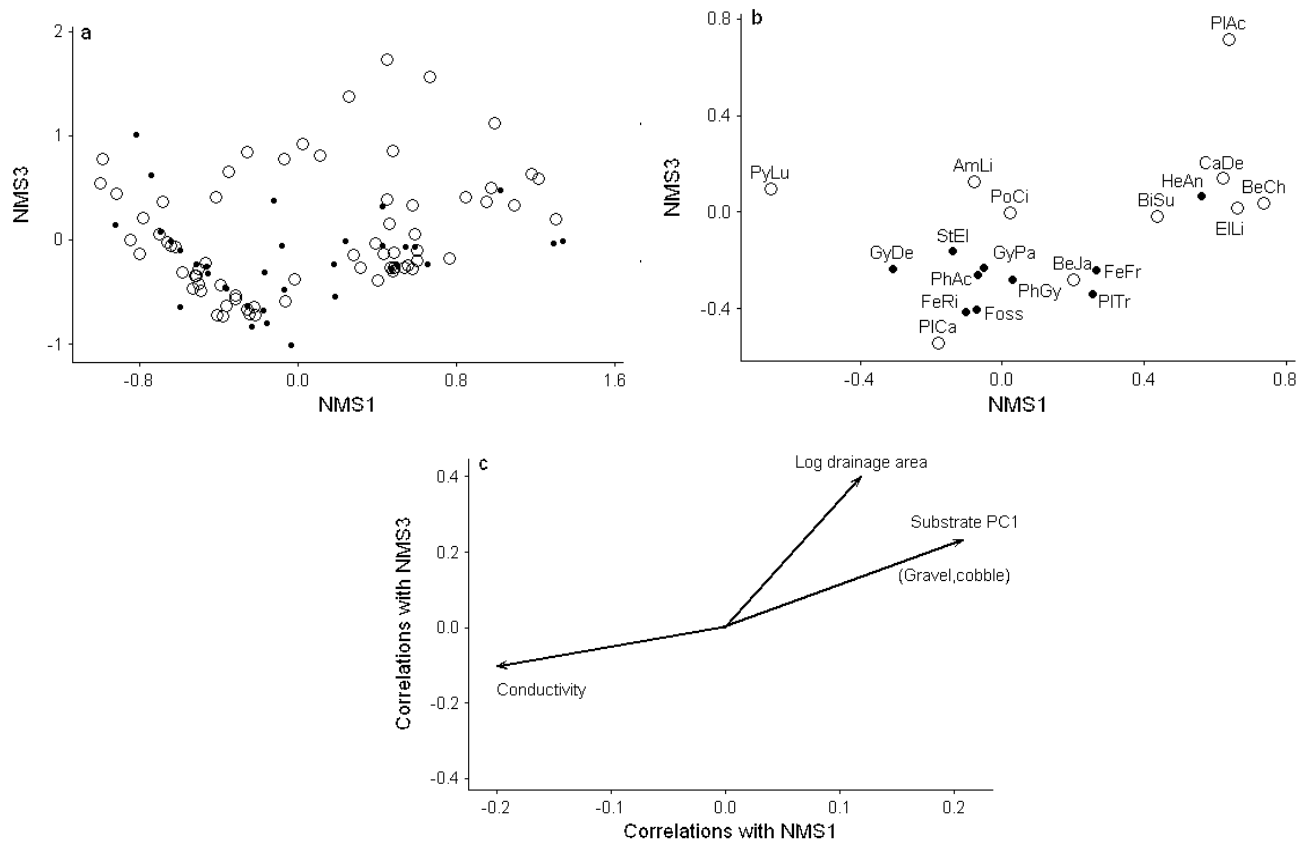 a
2
1
0
-1
NMS3
-0.8
0.0
0.8
1.6
NMS1
b
0.8
0.4
0.0
-0.4
NMS3
PlAc
PyLu
AmLi
PoCi
CaDe
HeAn
BeCh
BiSu
ElLi
StEl
GyDe
GyPa
PhAc
BeJa
FeFr
PhGy
PlTr
FeRi
Foss
PlCa
-0.4
0.0
0.4
0.8
NMS1
c
0.4
0.2
0.0
-0.2
-0.4
Correlations with NMS3
Log drainage area
Substrate PC1
(Gravel,cobble)
Conductivity
-0.2
-0.1
0.0
0.1
0.2
Correlations with NMS1